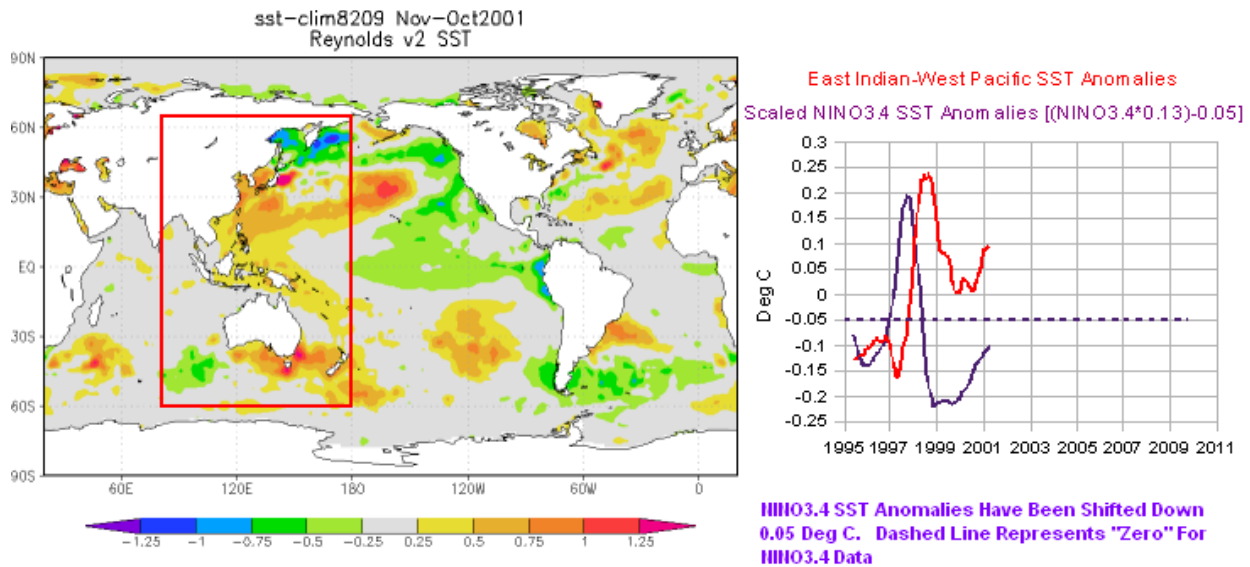 sst-clim8209 Nov-Oct2001
Reynolds v2 SST
90N
60N
30N
EQ
30S
60S
90S
60E
120E
180
120W
60W
0
-1.25
-1
-0.75
-0.5
-0.25
0.25
0.5
0.75
1
1.25
East Indian-West Pacific SST Anomalies
Scaled NINO3.4 SST Anomalies [(NINO3.4*0.13)-0.05]
Deg C
0.3
0.25
0.2
0.15
0.1
0.05
0
-0.05
-0.1
-0.15
-0.2
-0.25
1995 1997 1999 2001 2003 2005 2007 2009 2011
NINO3.4 SST Anomalies Have Been Shifted Down
0.05 Deg C. Dashed Line Represents "Zero" For
NINO3.4 Data